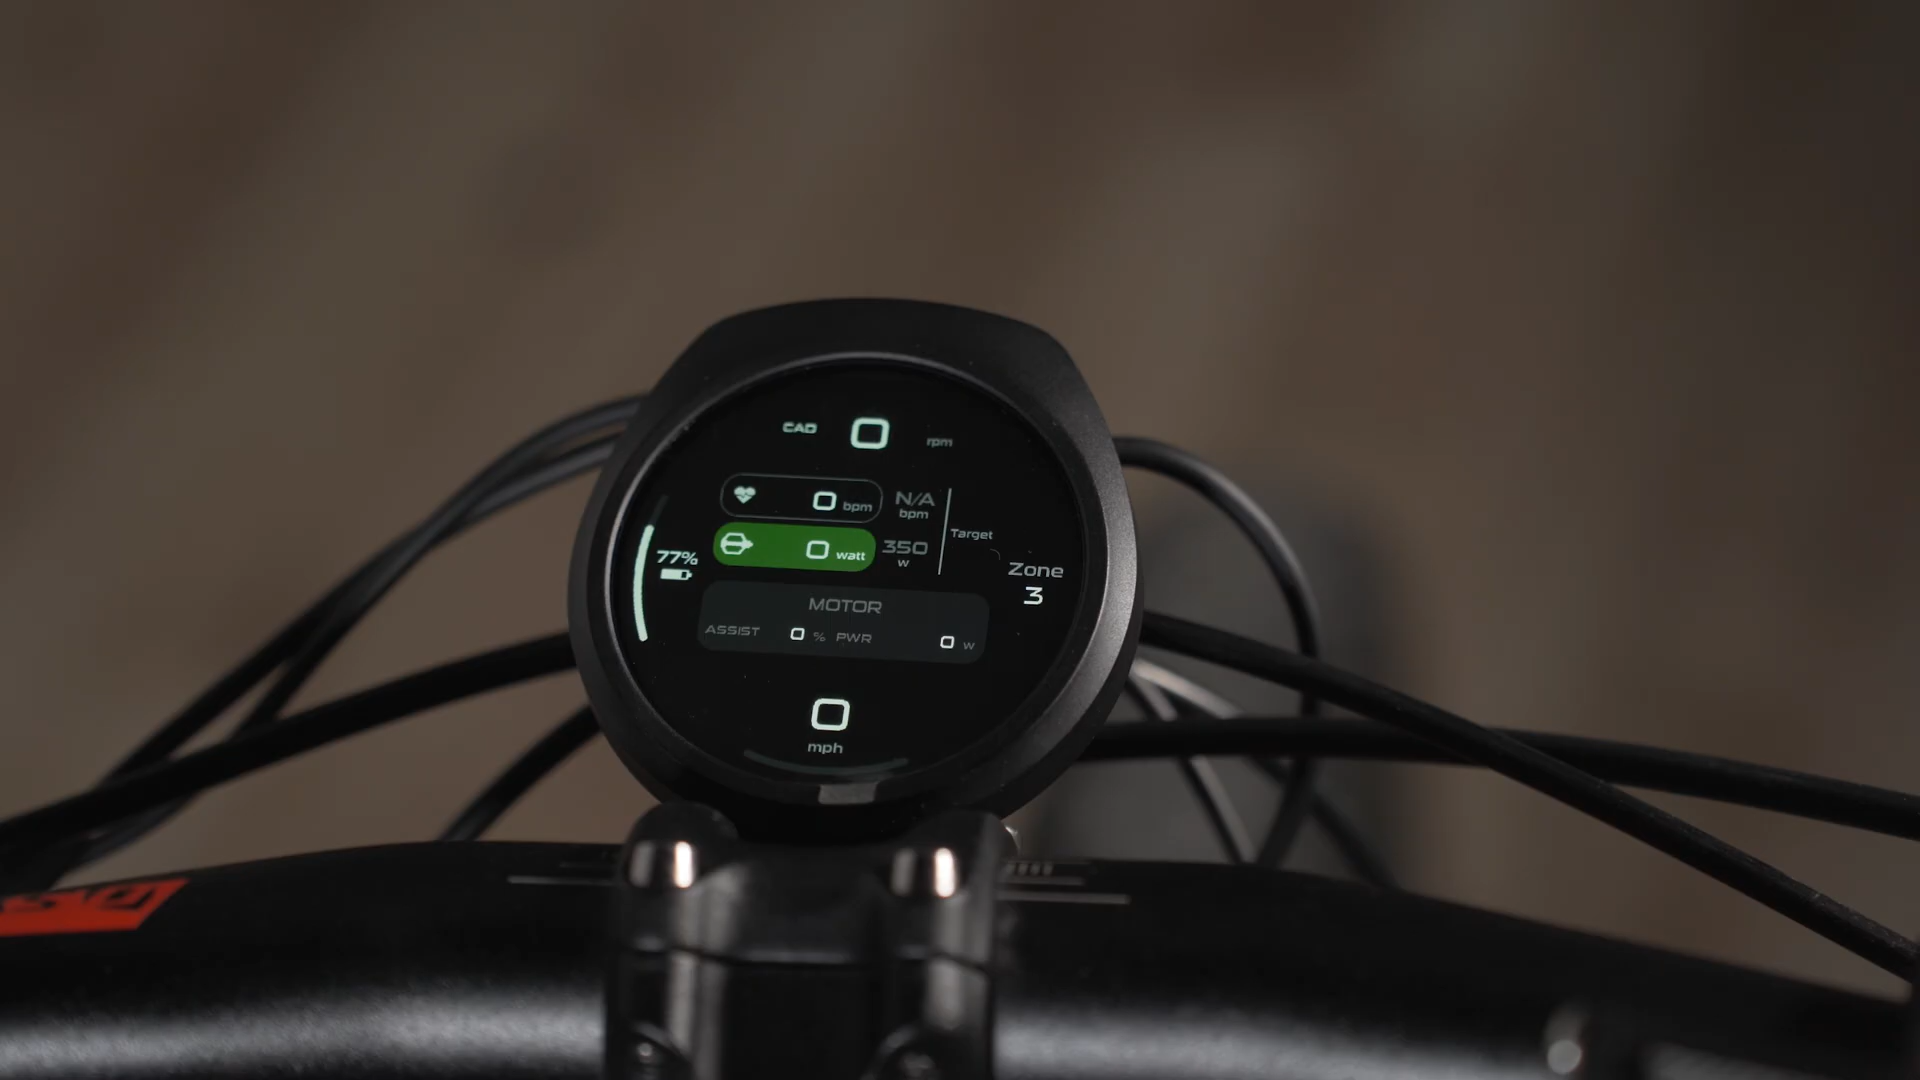 CAD 0 rpm
0 bpm N/A bpm
Target
0 watt 350 w
77%
Zone 3
MOTOR
ASSIST 0 % PWR 0 w
0
mph